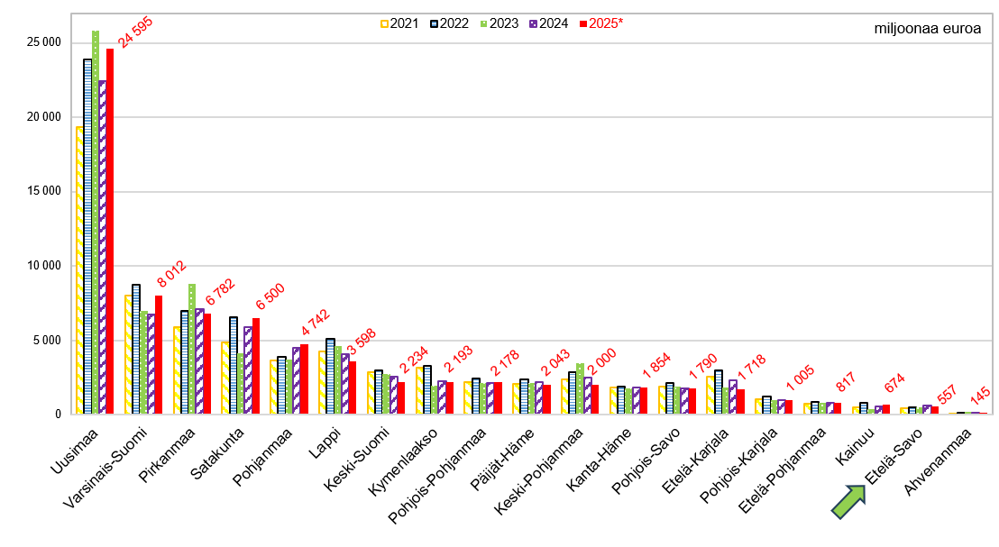 2021 2022 2023 2024 2025*
miljoonaa euroa
25 000
20 000
15 000
10 000
5 000
0
24 595
8 012
6 782
6 500
4 742
3 598
2 234
2 193
2 178
2 043
2 000
1 854
1 790
1 718
1 005
817
674
557
145
Uusimaa
Varsinais-Suomi
Pirkanmaa
Satakunta
Pohjanmaa
Lappi
Keski-Suomi
Kymenlaakso
Pohjois-Pohjanmaa
Päijät-Häme
Keski-Pohjanmaa
Kanta-Häme
Pohjois-Savo
Etelä-Karjala
Pohjois-Karjala
Etelä-Pohjanmaa
Kainuu
Etelä-Savo
Ahvenanmaa